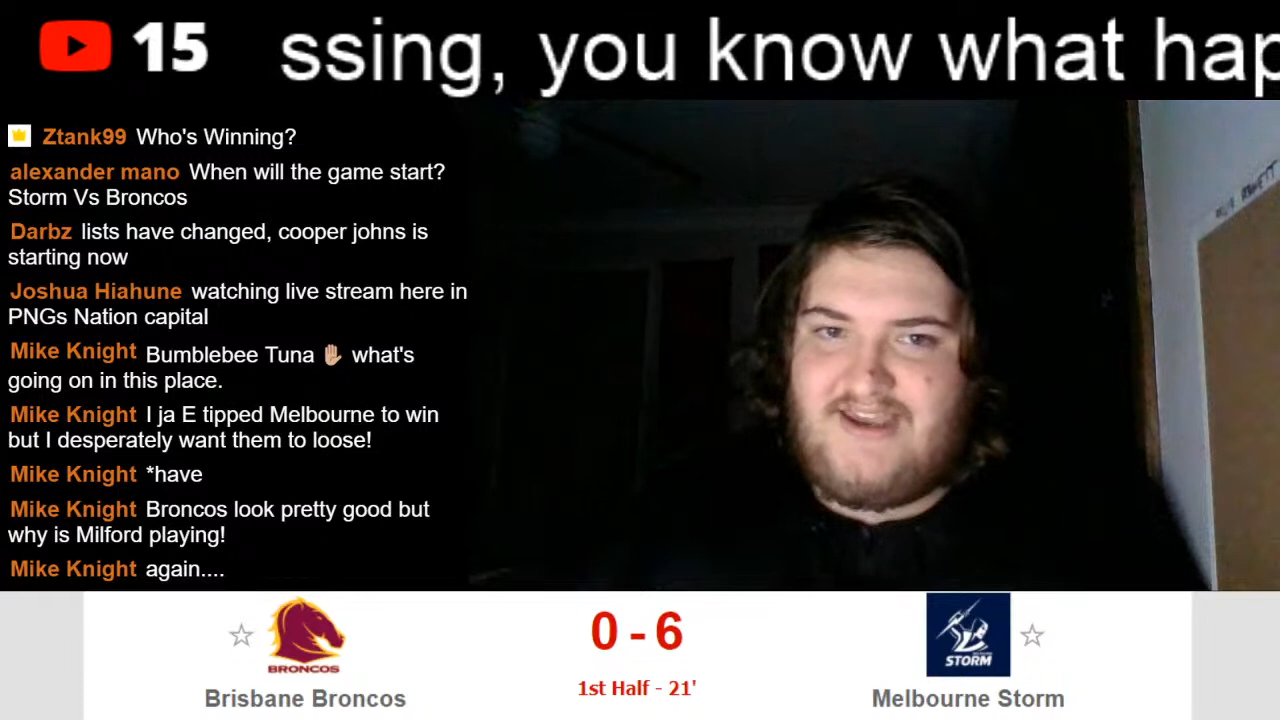 15 ssing, you know what hap
Ztank99 Who's Winning?
alexander mano When will the game start?
Storm Vs Broncos
Darbz lists have changed, cooper johns is
starting now
Joshua Hiahune watching live stream here in
PNGs Nation capital
Mike Knight Bumblebee Tuna ✋🏼 what's
going on in this place.
Mike Knight I ja E tipped Melbourne to win
but I desperately want them to loose!
Mike Knight *have
Mike Knight Broncos look pretty good but
why is Milford playing!
Mike Knight again....
BRONCOS
0 - 6
STORM
1st Half - 21'
Brisbane Broncos
Melbourne Storm